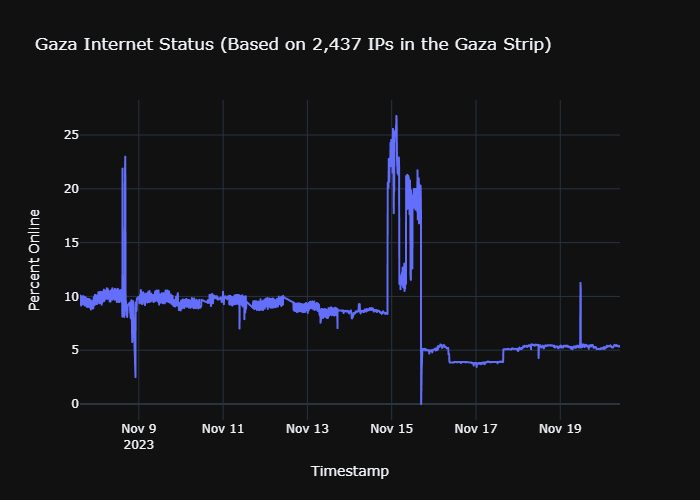 Gaza Internet Status (Based on 2,437 IPs in the Gaza Strip)
Percent Online
25
20
15
10
5
0
Nov 9
2023
Nov 11
Nov 13
Nov 15
Nov 17
Nov 19
Timestamp